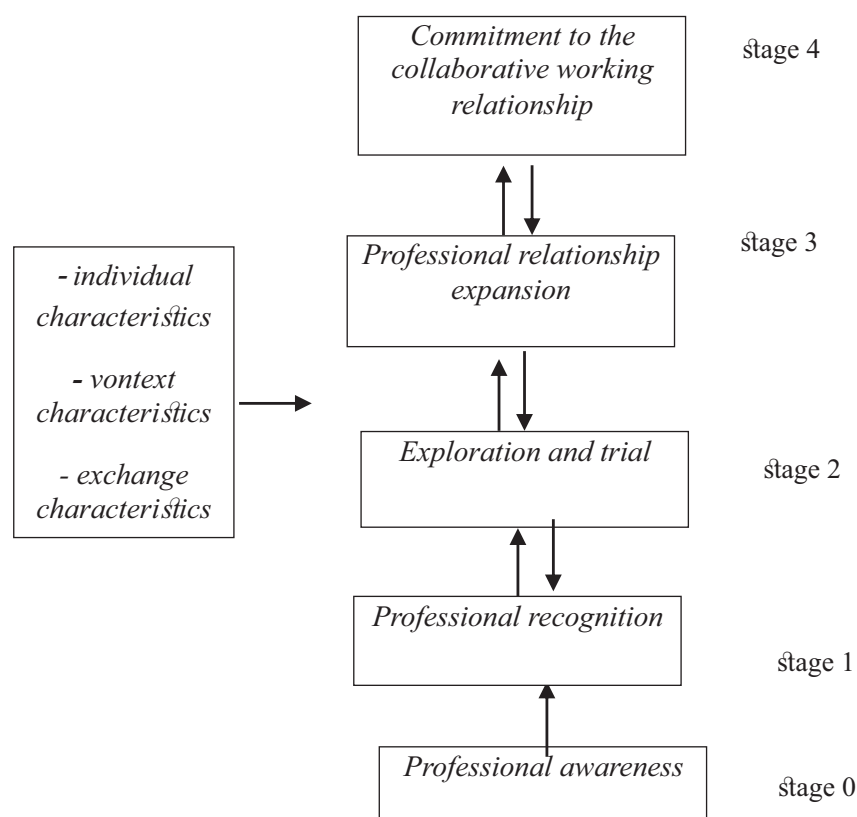 Commitment to the
collaborative working
relationship
stage 4
Professional relationship
expansion
stage 3
- individual
characteristics
- vontext
characteristics
- exchange
characteristics
Exploration and trial
stage 2
Professional recognition
stage 1
Professional awareness
stage 0